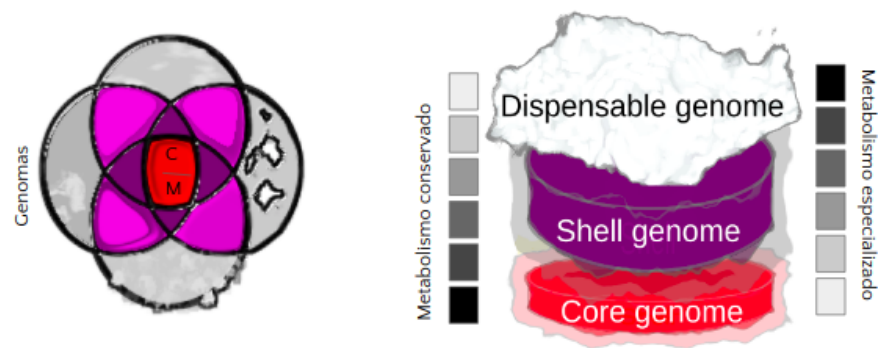 Genomas
C
M
Metabolismo conservado
Dispensable genome
Shell genome
Core genome
Metabolismo especializado